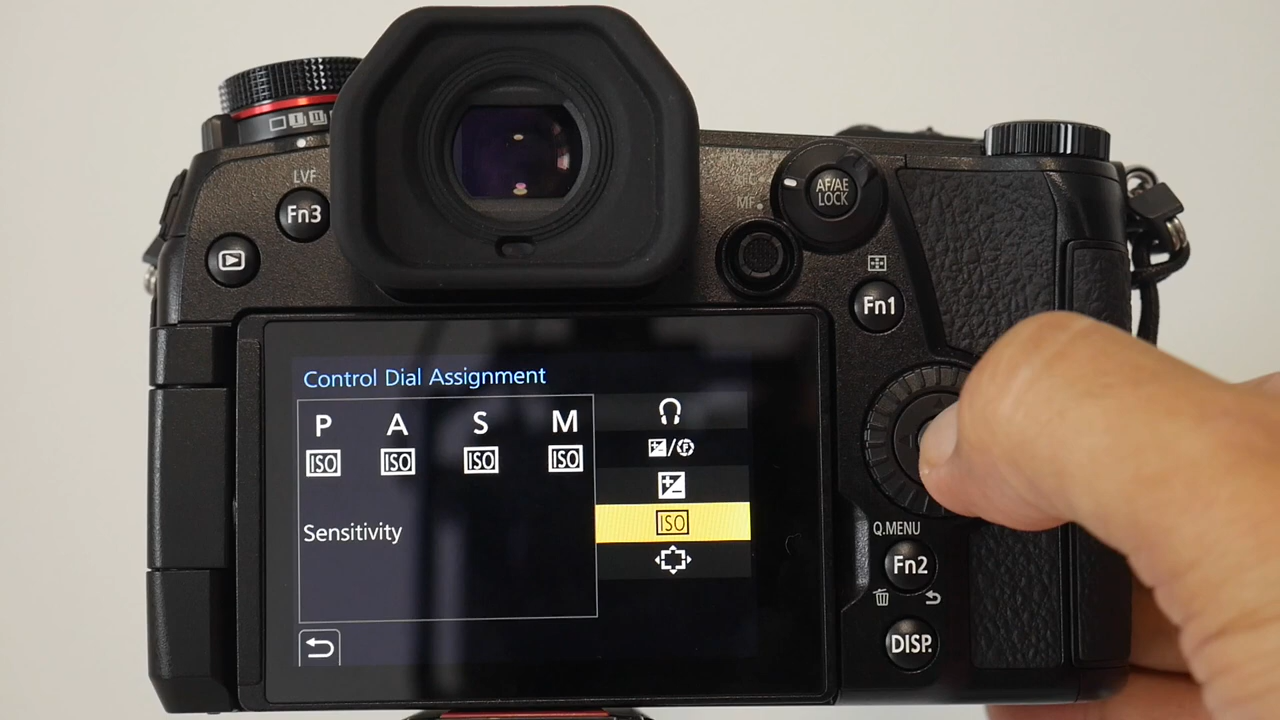 LVF
Fn3
AF/AE
LOCK
MF
Fn1
Control Dial Assignment
P A S M
ISO ISO ISO ISO
ISO
Sensitivity
Q.MENU
Fn2
DISP.